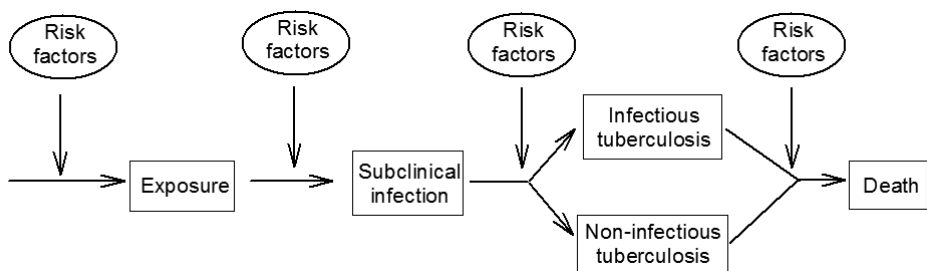 Risk
factors
Risk
factors
Risk
factors
Risk
factors
Exposure
Subclinical
infection
Infectious
tuberculosis
Non-infectious
tuberculosis
Death